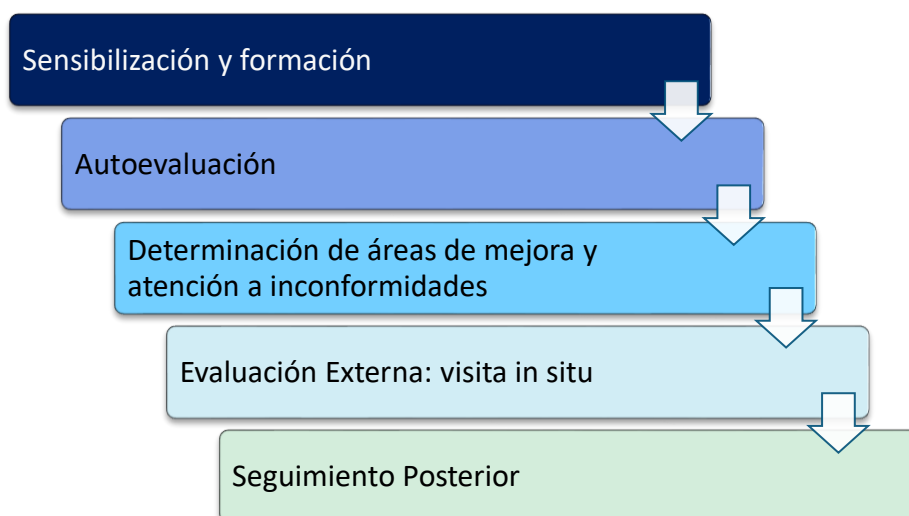 Sensibilización y formación
Autoevaluación
Determinación de áreas de mejora y
atención a inconformidades
Evaluación Externa: visita in situ
Seguimiento Posterior